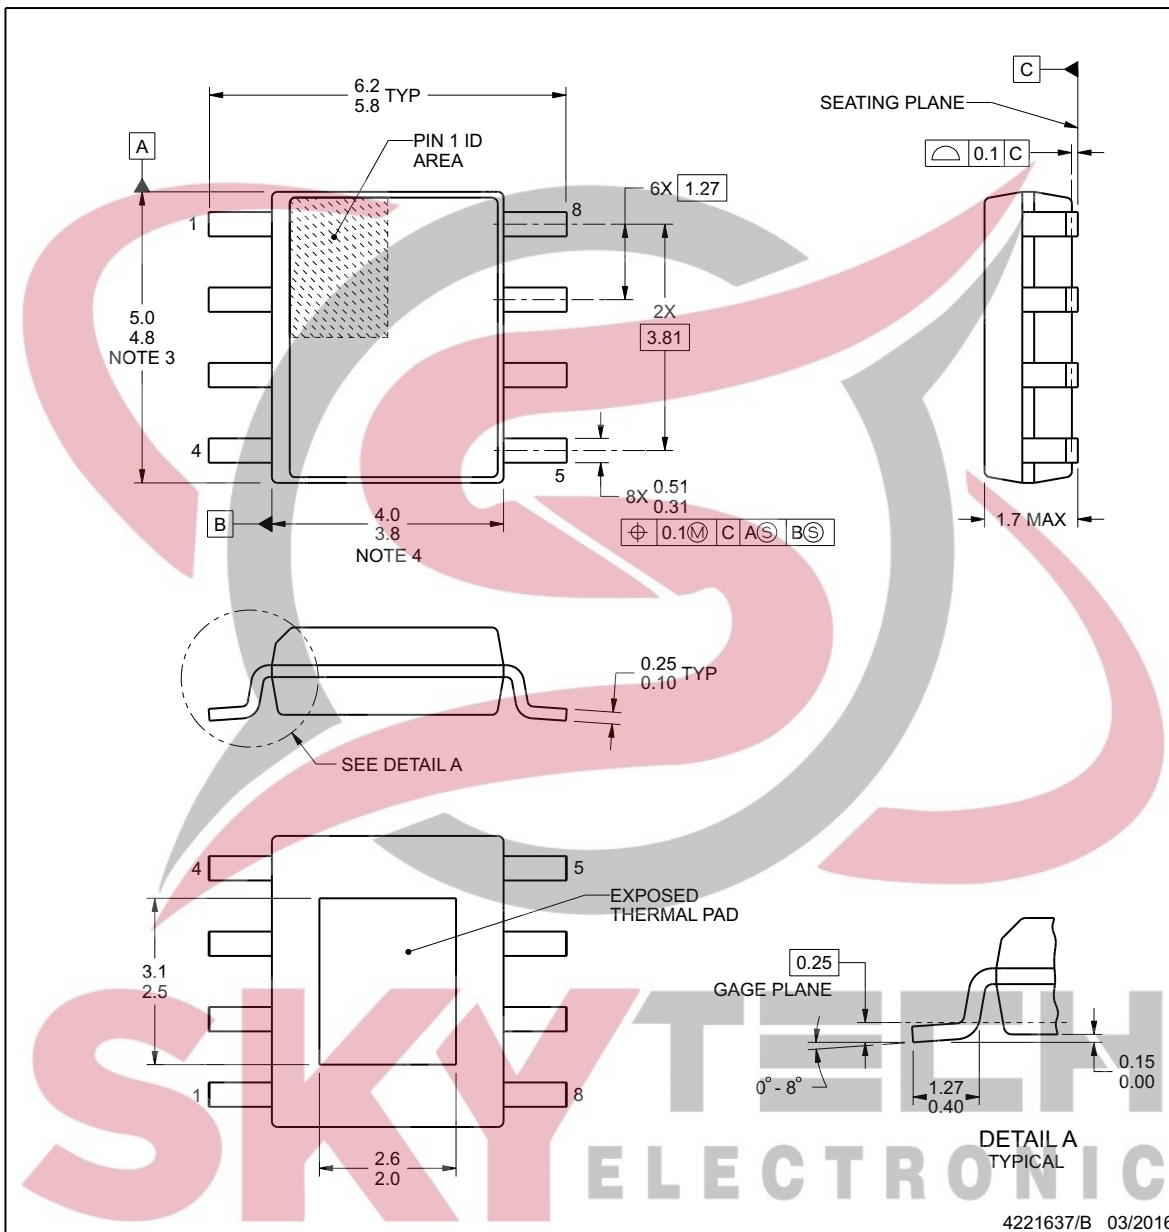 6.2
5.8 TYP
C
SEATING PLANE
A
PIN 1 ID
AREA
0.1 C
6X 1.27
1
8
5.0
4.8
NOTE 3
2X
3.81
4
5
8X 0.51
0.31
B
4.0
3.8
NOTE 4
0.1 Ⓜ C A Ⓢ B Ⓢ
1.7 MAX
0.25
0.10 TYP
SEE DETAIL A
4
5
EXPOSED
THERMAL PAD
3.1
2.5
0.25
GAGE PLANE
1
8
0°- 8°
1.27
0.40
0.15
0.00
2.6
2.0
DETAIL A
TYPICAL
SKYTECH
ELECTRONIC
4221637/B 03/2016